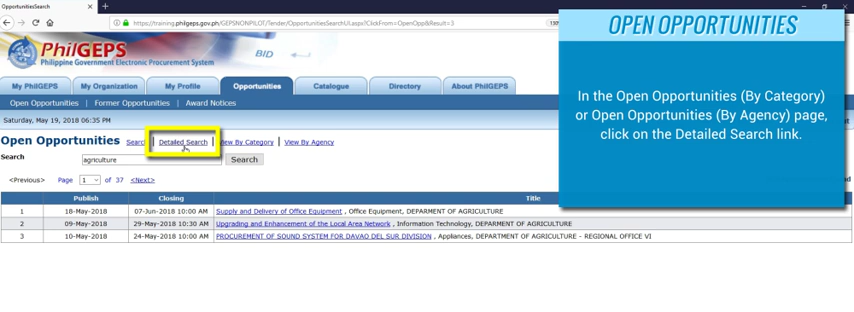 OpportunitiesSearch
https://training.philgeps.gov.ph/GEPSNONPILOT/Tender/OpportunitiesSearchUI.aspx?ClickFrom=OpenOpp&Result=3
OPEN OPPORTUNITIES
In the Open Opportunities (By Category)
or Open Opportunities (By Agency) page,
click on the Detailed Search link.
PhilGEPS
Philippine Government Electronic Procurement System
BID
My PhilGEPS My Organization My Profile Opportunities Catalogue Directory About PhilGEPS
Open Opportunities | Former Opportunities | Award Notices
Saturday, May 19, 2018 06:35 PM
Open Opportunities Search | Detailed Search | View By Category | View By Agency
Search agriculture Search
<Previous> Page 1 of 37 <Next>
Publish Closing Title
1 18-May-2018 07-Jun-2018 10:00 AM Supply and Delivery of Office Equipment , Office Equipment, DEPARMENT OF AGRICULTURE
2 09-May-2018 29-May-2018 10:30 AM Upgrading and Enhancement of the Local Area Network , Information Technology, DEPARTMENT OF AGRICULTURE
3 10-May-2018 24-May-2018 10:00 AM PROCUREMENT OF SOUND SYSTEM FOR DAVAO DEL SUR DIVISION , Appliances, DEPARTMENT OF AGRICULTURE - REGIONAL OFFICE VI